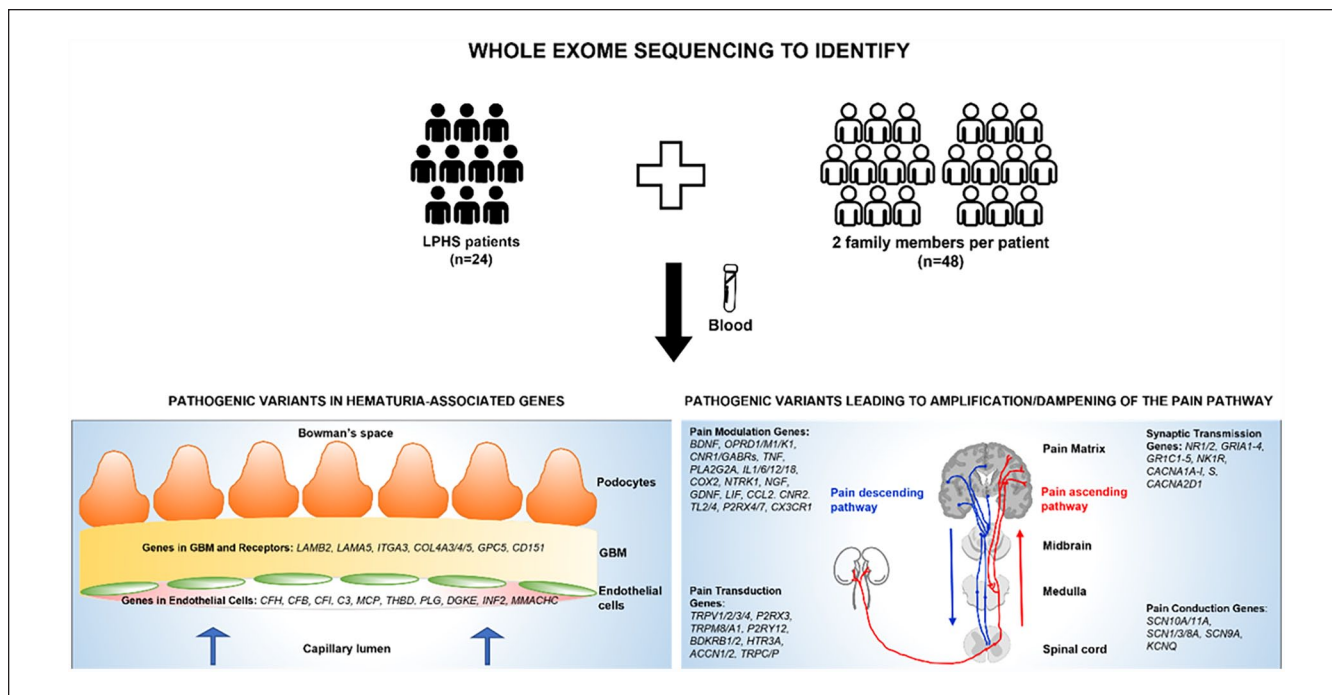 WHOLE EXOME SEQUENCING TO IDENTIFY
LPHS patients
(n=24)
2 family members per patient
(n=48)
Blood
PATHOGENIC VARIANTS IN HEMATURIA-ASSOCIATED GENES
Bowman's space
Podocytes
Genes in GBM and Receptors: LAMB2, LAMA5, ITGA3, COL4A3/4/5, GPC5, CD151
GBM
Endothelial
cells
Genes in Endothelial Cells: CFH, CFB, CFI, C3, MCP, THBD, PLG, DGKE, INF2, MMACHC
Capillary lumen
PATHOGENIC VARIANTS LEADING TO AMPLIFICATION/DAMPENING OF THE PAIN PATHWAY
Pain Modulation Genes:
BDNF, OPRD1/M1/K1,
CNR1/GABRs, TNF,
PLA2G2A, IL1/6/12/18,
COX2, NTRK1, NGF,
GDNF, LIF, CCL2, CNR2.
TL2/4, P2RX4/7, CX3CR1
Pain descending
pathway
Pain Matrix
Pain ascending
pathway
Synaptic Transmission
Genes: NR1/2, GRIA1-4,
GR1C1-5, NK1R,
CACNA1A-I, S.
CACNA2D1
Midbrain
Medulla
Spinal cord
Pain Transduction
Genes:
TRPV1/2/3/4, P2RX3,
TRPM8/A1, P2RY12,
BDKRB1/2, HTR3A,
ACCN1/2, TRPC/P
Pain Conduction Genes:
SCN10A/11A,
SCN1/3/8A, SCN9A,
KCNQ